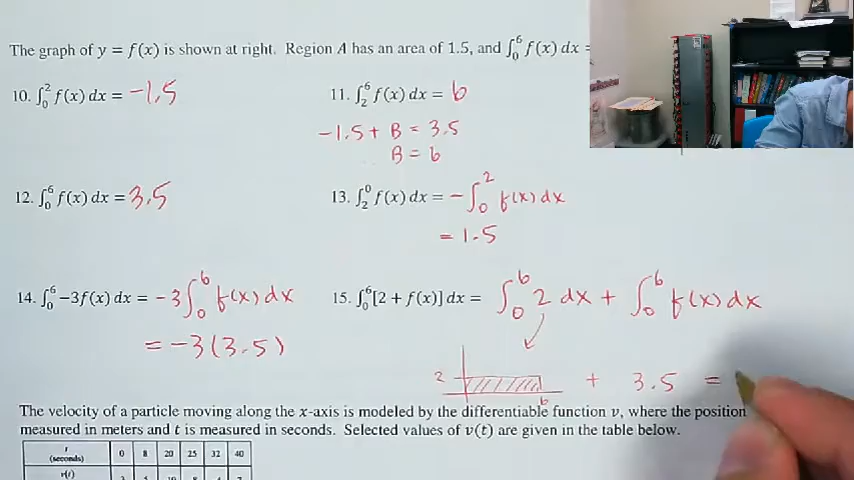 The graph of y = f(x) is shown at right. Region A has an area of 1.5, and ∫₀⁶ f(x) dx =
10. ∫₀² f(x) dx = -1.5
11. ∫₂⁶ f(x) dx = 6
-1.5 + B = 3.5
B = 6
12. ∫₀⁶ f(x) dx = 3.5
13. ∫₂⁰ f(x) dx = -∫₀² f(x) dx
= 1.5
14. ∫₀⁶ -3f(x) dx = -3 ∫₀⁶ f(x) dx
= -3(3.5)
15. ∫₀⁶ [2 + f(x)] dx = ∫₀⁶ 2 dx + ∫₀⁶ f(x) dx
2 6 + 3.5 =
The velocity of a particle moving along the x-axis is modeled by the differentiable function v, where the position
measured in meters and t is measured in seconds. Selected values of v(t) are given in the table below.
t (seconds) 0 8 20 25 32 40
v(t)